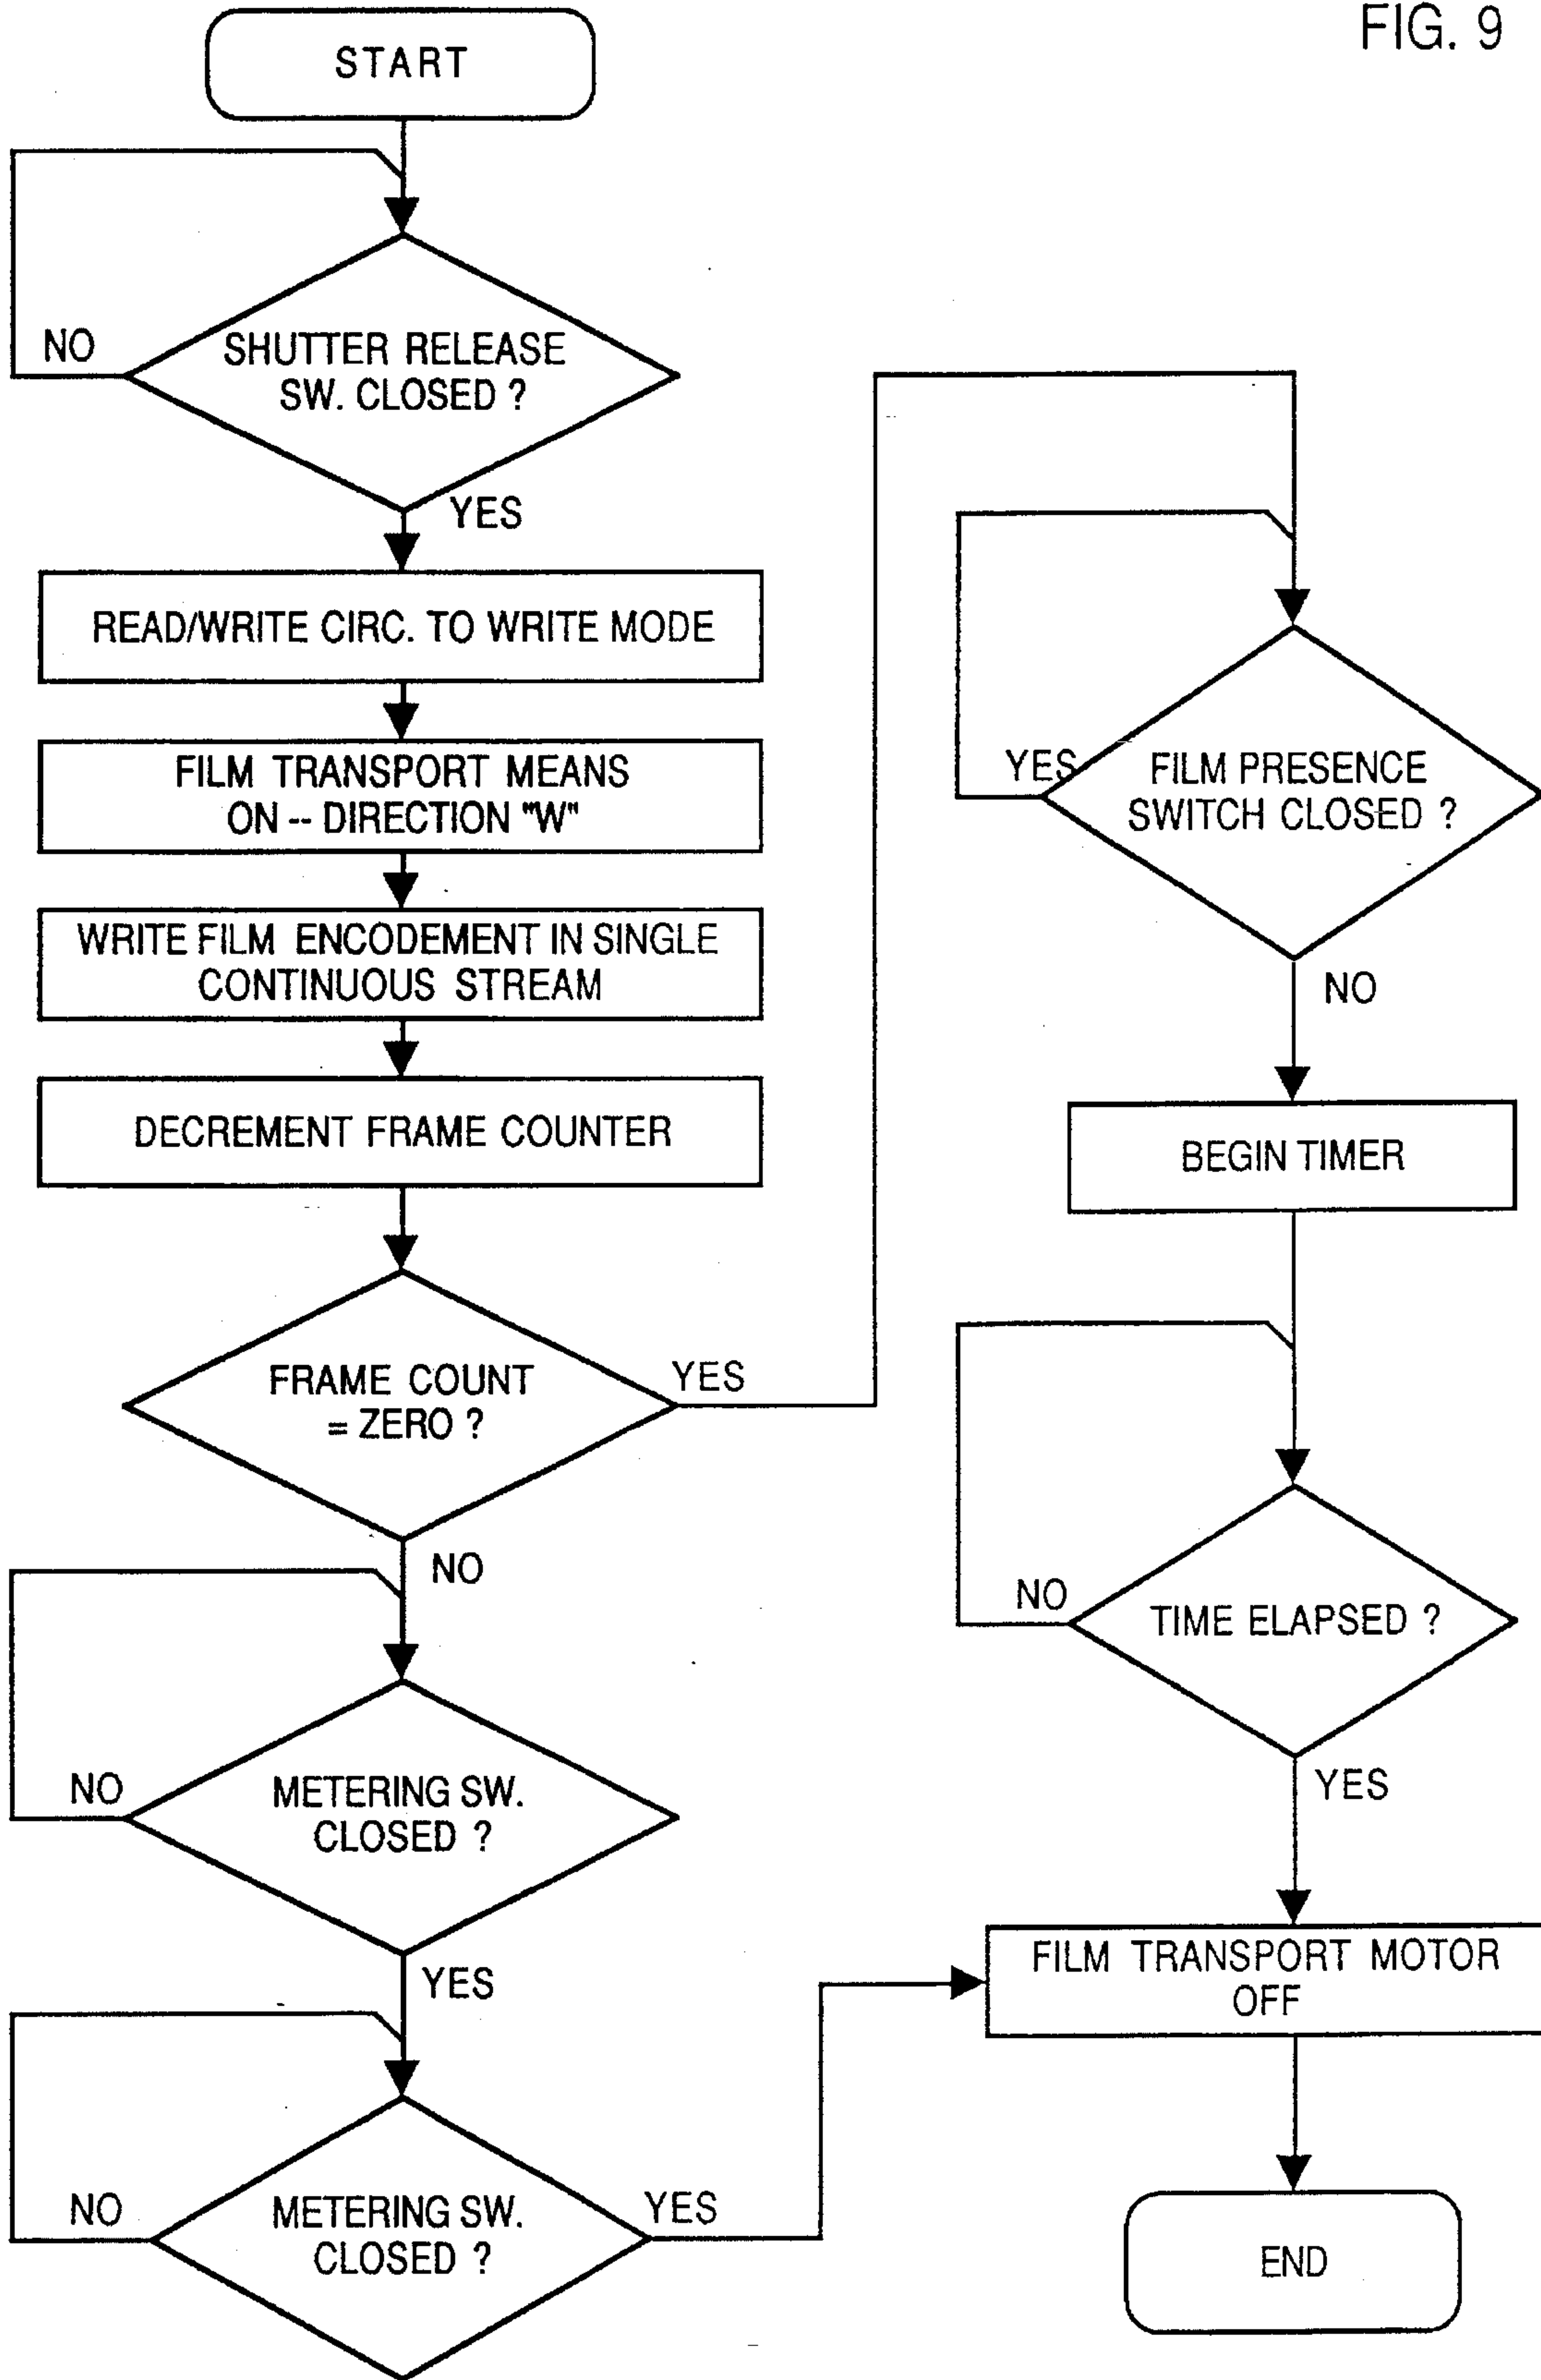 FIG. 9
START
SHUTTER RELEASE
SW. CLOSED ?
NO
YES
READ/WRITE CIRC. TO WRITE MODE
FILM TRANSPORT MEANS
ON -- DIRECTION "W"
WRITE FILM ENCODEMENT IN SINGLE
CONTINUOUS STREAM
DECREMENT FRAME COUNTER
FRAME COUNT
= ZERO ?
YES
NO
METERING SW.
CLOSED ?
NO
YES
METERING SW.
CLOSED ?
NO
YES
FILM PRESENCE
SWITCH CLOSED ?
YES
NO
BEGIN TIMER
TIME ELAPSED ?
NO
YES
FILM TRANSPORT MOTOR
OFF
END